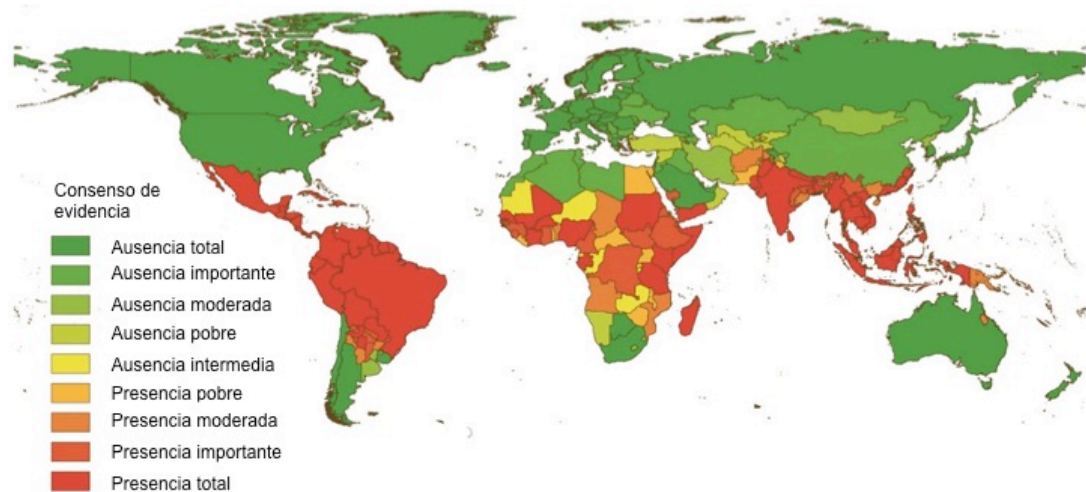 Consenso de
evidencia
Ausencia total
Ausencia importante
Ausencia moderada
Ausencia pobre
Ausencia intermedia
Presencia pobre
Presencia moderada
Presencia importante
Presencia total